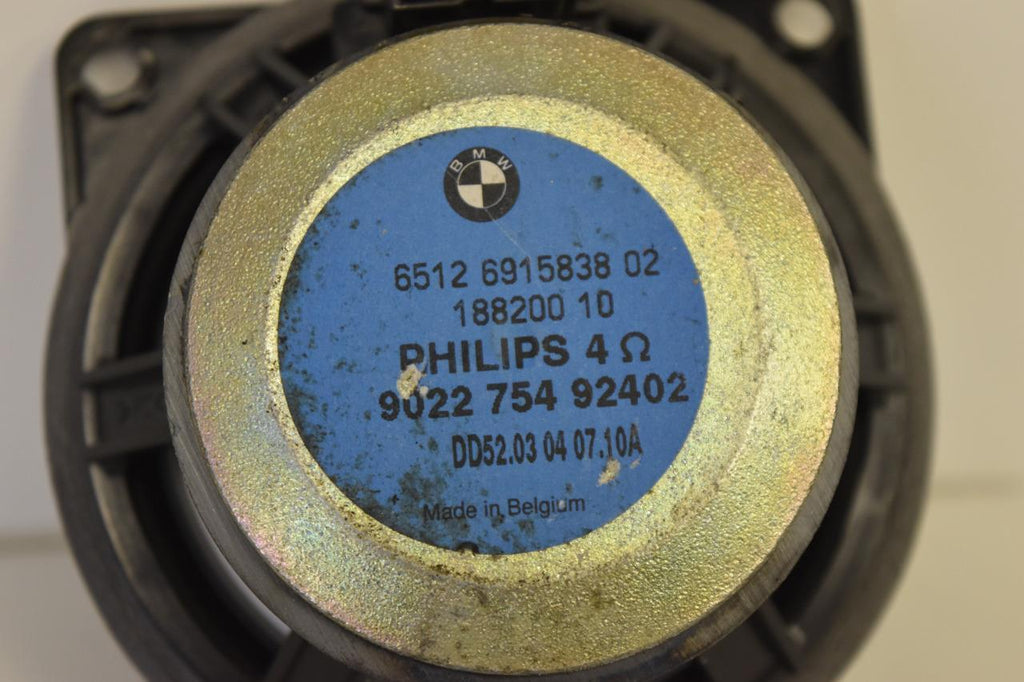 BMW
6512 6915838 02
188200 10
PHILIPS 4 Ω
9022 754 92402
DD52.03 04 07.10A
Made in Belgium